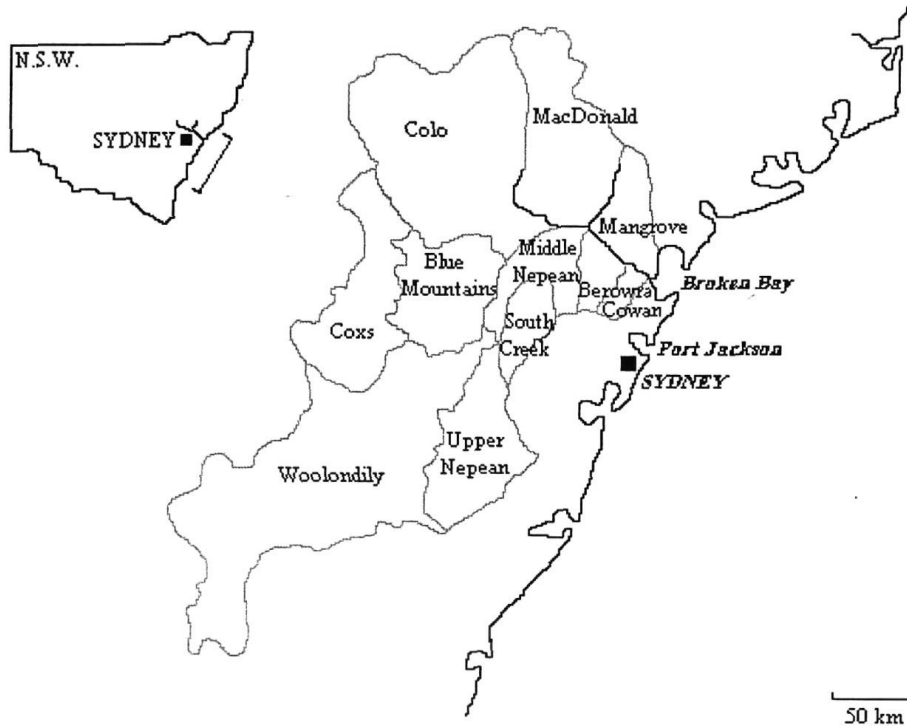 N.S.W.
SYDNEY
Colo
MacDonald
Mangrove
Middle
Nepean
Blue
Mountains
Berowra
Cowan
Broken Bay
Coxs
South
Creek
Port Jackson
SYDNEY
Upper
Nepean
Woolondily
50 km